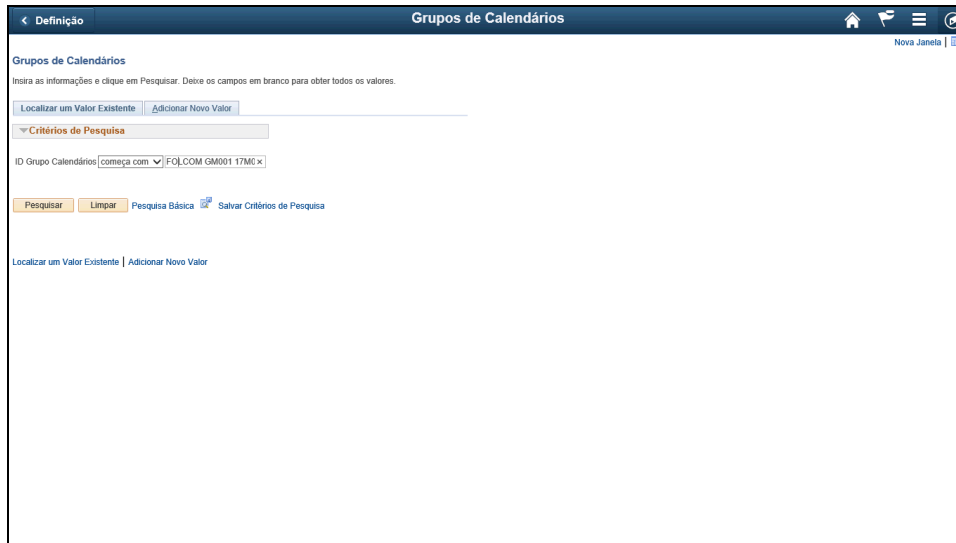 Definição
Grupos de Calendários
Nova Janela |
Grupos de Calendários
Insira as informações e clique em Pesquisar. Deixe os campos em branco para obter todos os valores.
Localizar um Valor Existente Adicionar Novo Valor
Critérios de Pesquisa
ID Grupo Calendários começa com FOLCOM GM001 17M0
Pesquisar Limpar Pesquisa Básica Salvar Critérios de Pesquisa
Localizar um Valor Existente | Adicionar Novo Valor